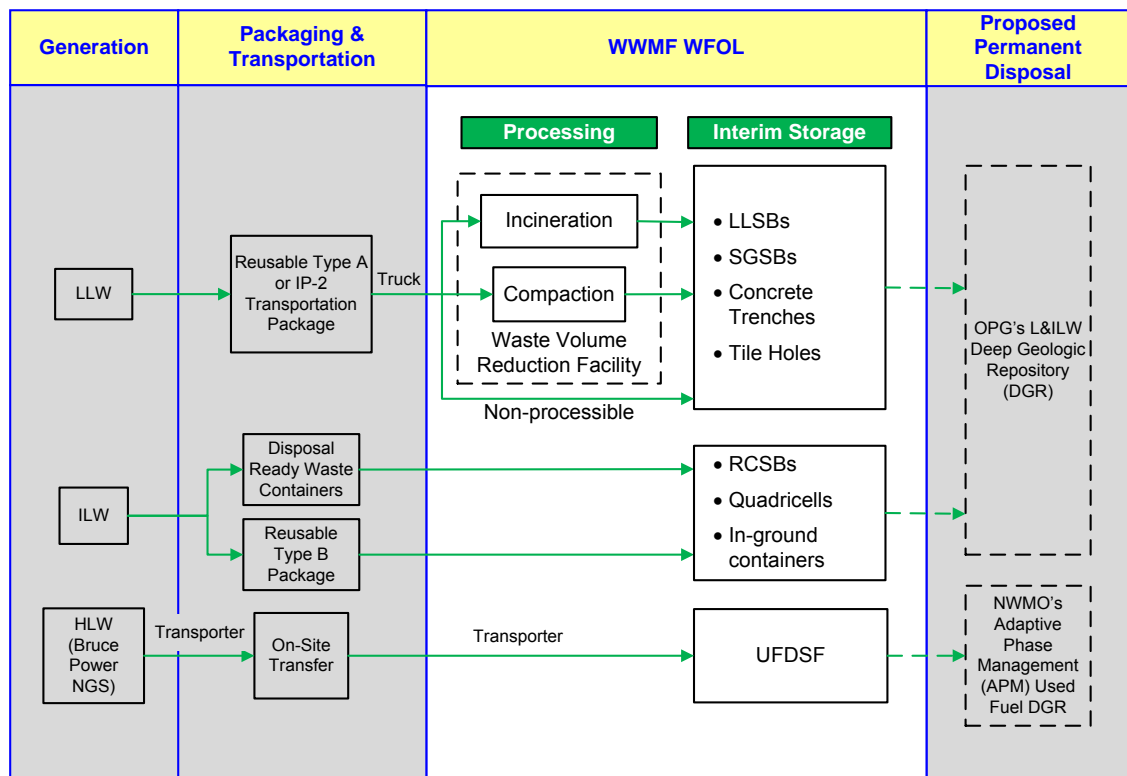 Generation
Packaging &
Transportation
WWMF WFOL
Proposed
Permanent
Disposal
Processing
Interim Storage
LLW
Reusable Type A
or IP-2
Transportation
Package
Truck
Incineration
Compaction
Waste Volume
Reduction Facility
Non-processible
• LLSBs
• SGSBs
• Concrete
Trenches
• Tile Holes
OPG's L&ILW
Deep Geologic
Repository
(DGR)
ILW
Disposal
Ready Waste
Containers
Reusable
Type B
Package
• RCSBs
• Quadricells
• In-ground
containers
HLW
(Bruce
Power
NGS)
Transporter
On-Site
Transfer
Transporter
UFDSF
NWMO's
Adaptive
Phase
Management
(APM) Used
Fuel DGR